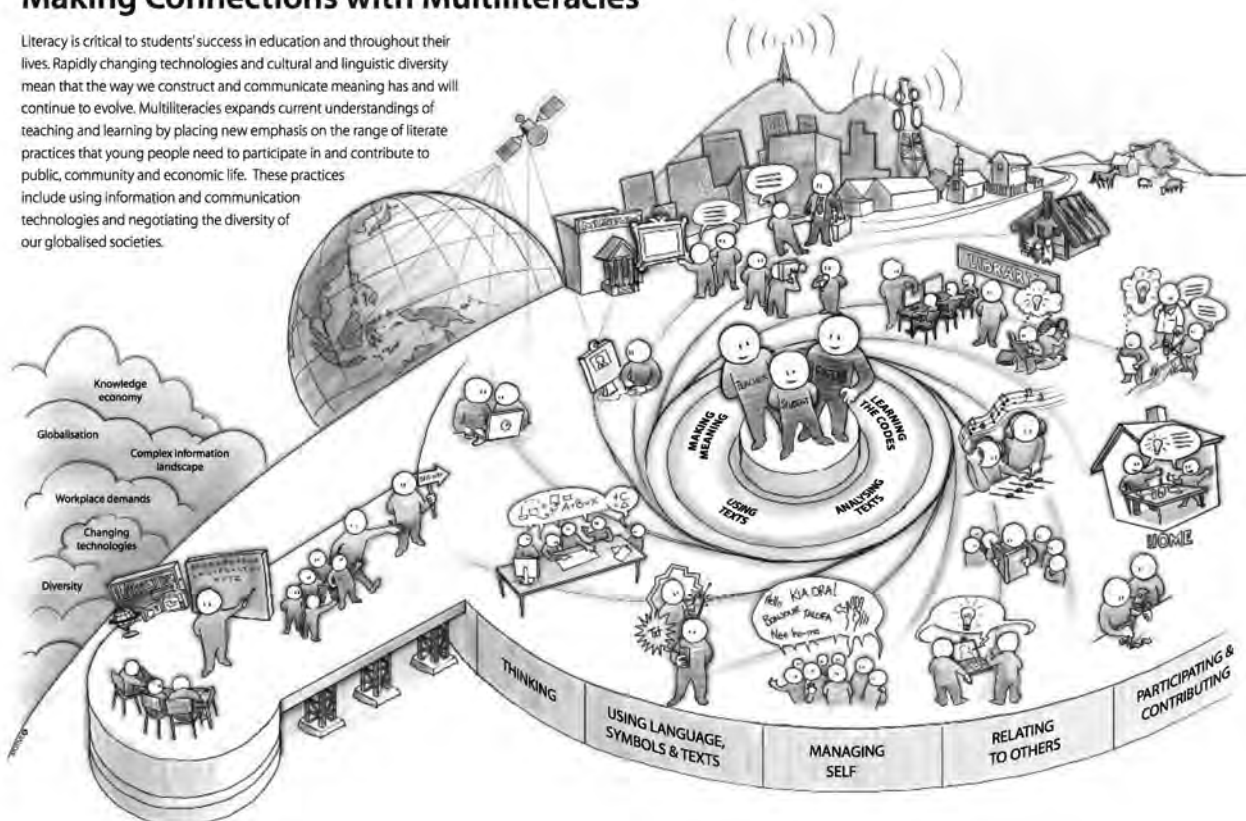 Making Connections with Multiliteracies
Literacy is critical to students' success in education and throughout their
lives. Rapidly changing technologies and cultural and linguistic diversity
mean that the way we construct and communicate meaning has and will
continue to evolve. Multiliteracies expands current understandings of
teaching and learning by placing new emphasis on the range of literate
practices that young people need to participate in and contribute to
public, community and economic life. These practices
include using information and communication
technologies and negotiating the diversity of
our globalised societies.
Knowledge
economy
Globalisation
Complex information
landscape
Workplace demands
Changing
technologies
Diversity
LIBRARY
TEACHER
STUDENT
MAKING
MEANING
LEARNING
THE CODES
USING
TEXTS
ANALYSING
TEXTS
HOME
KIA ORA!
BONJOUR TALOFA
Nee ho-ma
Txt
THINKING
USING LANGUAGE,
SYMBOLS & TEXTS
MANAGING
SELF
RELATING
TO OTHERS
PARTICIPATING &
CONTRIBUTING